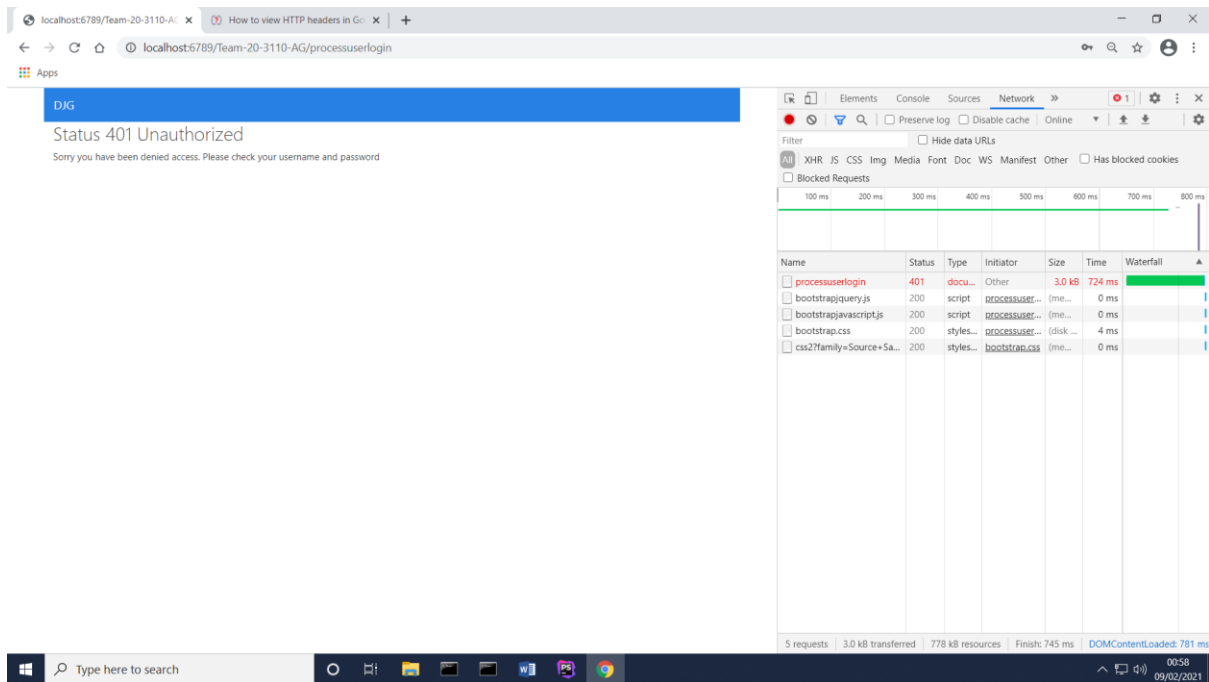 localhost:6789/Team-20-3110-AG
How to view HTTP headers in Go
localhost:6789/Team-20-3110-AG/processuserlogin
Apps
DJG
Status 401 Unauthorized
Sorry you have been denied access. Please check your username and password
Elements Console Sources Network » 1
Preserve log Disable cache Online
Filter Hide data URLs
All XHR JS CSS Img Media Font Doc WS Manifest Other Has blocked cookies
Blocked Requests
100 ms 200 ms 300 ms 400 ms 500 ms 600 ms 700 ms 800 ms
Name Status Type Initiator Size Time Waterfall
processuserlogin 401 docu... Other 3.0 kB 724 ms
bootstrapjquery.js 200 script processuser... (me... 0 ms
bootstrapjavascript.js 200 script processuser... (me... 0 ms
bootstrap.css 200 styles... processuser... (disk ... 4 ms
css2?family=Source+Sa... 200 styles... bootstrap.css (me... 0 ms
5 requests 3.0 kB transferred 778 kB resources Finish: 745 ms DOMContentLoaded: 781 ms
Type here to search
PS
00:58
09/02/2021